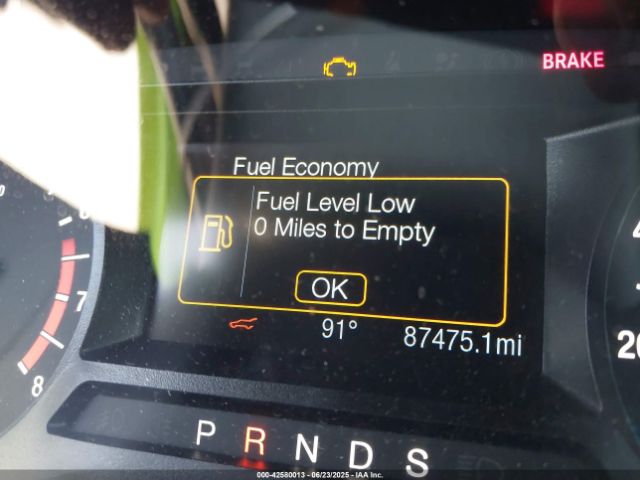 BRAKE
Fuel Economy
Fuel Level Low
0 Miles to Empty
OK
91° 87475.1mi
7
8
20
P R N D S
000-42580013 - 06/23/2025 - IAA Inc.